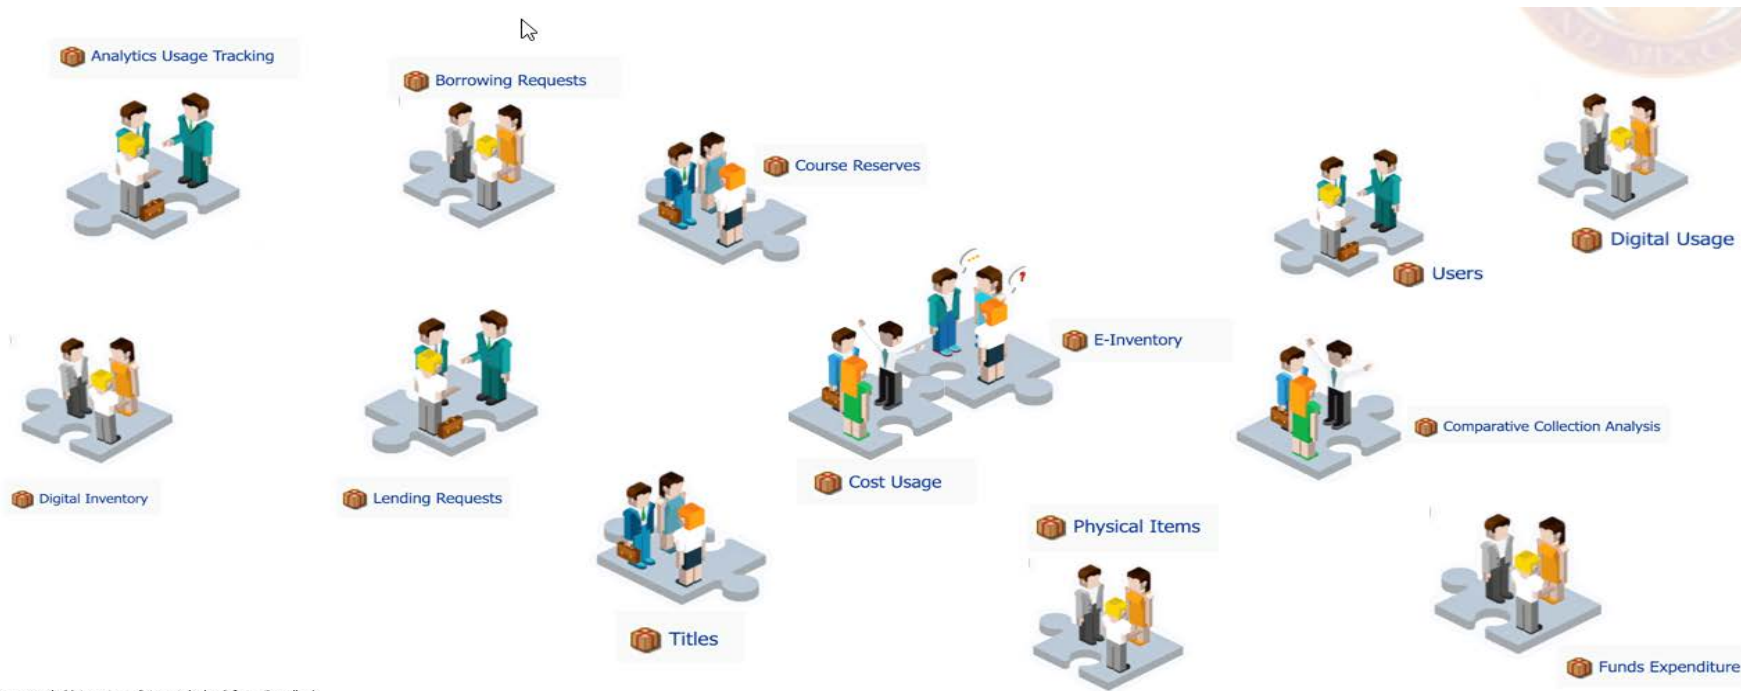 Analytics Usage Tracking
Borrowing Requests
Course Reserves
Digital Usage
Users
E-Inventory
Comparative Collection Analysis
Cost Usage
Digital Inventory
Lending Requests
Physical Items
Titles
Funds Expenditure